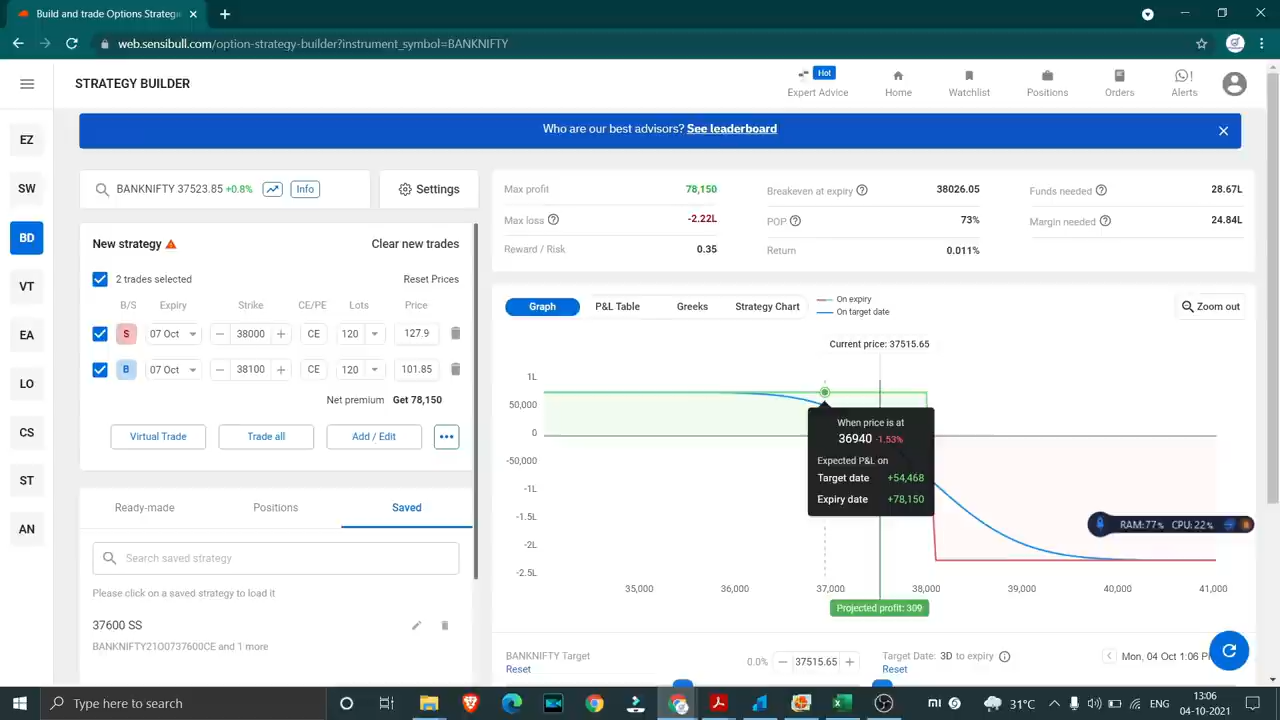 Build and trade Options Strategi
web.sensibull.com/option-strategy-builder?instrument_symbol=BANKNIFTY
STRATEGY BUILDER
Hot
Expert Advice
Home
Watchlist
Positions
Orders
Alerts
Who are our best advisors? See leaderboard
EZ
SW
BD
VT
EA
LO
CS
ST
AN
BANKNIFTY 37523.85 +0.8%
Info
Settings
New strategy
Clear new trades
2 trades selected
Reset Prices
B/S Expiry Strike CE/PE Lots Price
S 07 Oct 38000 CE 120 127.9
B 07 Oct 38100 CE 120 101.85
Net premium Get 78,150
Virtual Trade
Trade all
Add / Edit
Ready-made
Positions
Saved
Search saved strategy
Please click on a saved strategy to load it
37600 SS
BANKNIFTY21O0737600CE and 1 more
Max profit 78,150
Max loss -2.22L
Reward / Risk 0.35
Breakeven at expiry 38026.05
POP 73%
Return 0.011%
Funds needed 28.67L
Margin needed 24.84L
Graph
P&L Table
Greeks
Strategy Chart
On expiry
On target date
Zoom out
Current price: 37515.65
1L
50,000
0
-50,000
-1L
-1.5L
-2L
-2.5L
When price is at
36940 -1.53%
Expected P&L on
Target date +54,468
Expiry date +78,150
RAM:77% CPU:22%
35,000 36,000 37,000 38,000 39,000 40,000 41,000
Projected profit: 309
BANKNIFTY Target
Reset
0.0%
37515.65
Target Date: 3D to expiry
Reset
Mon, 04 Oct 1:06 P
Type here to search
31°C
13:06
04-10-2021